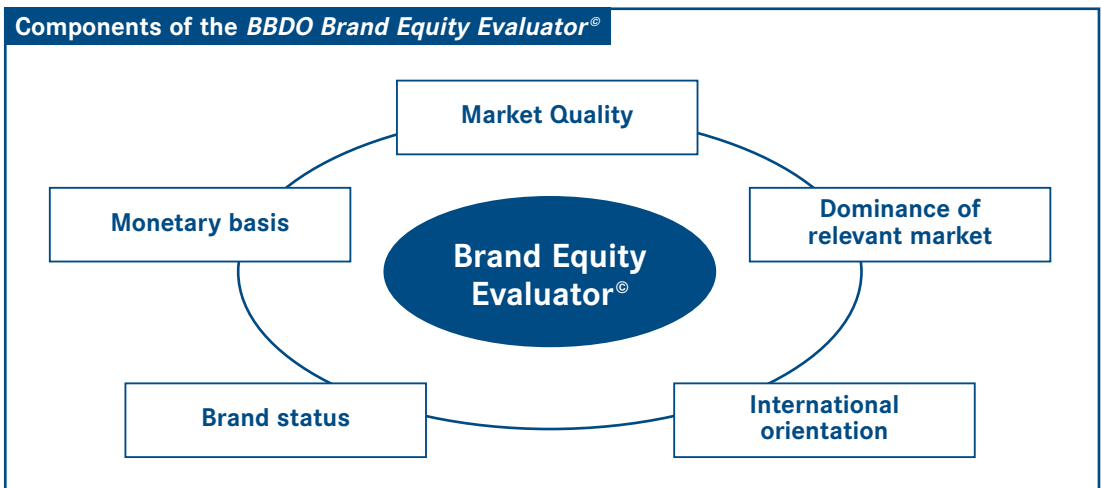 Components of the BBDO Brand Equity Evaluator©
Market Quality
Monetary basis
Dominance of
relevant market
Brand Equity
Evaluator©
Brand status
International
orientation